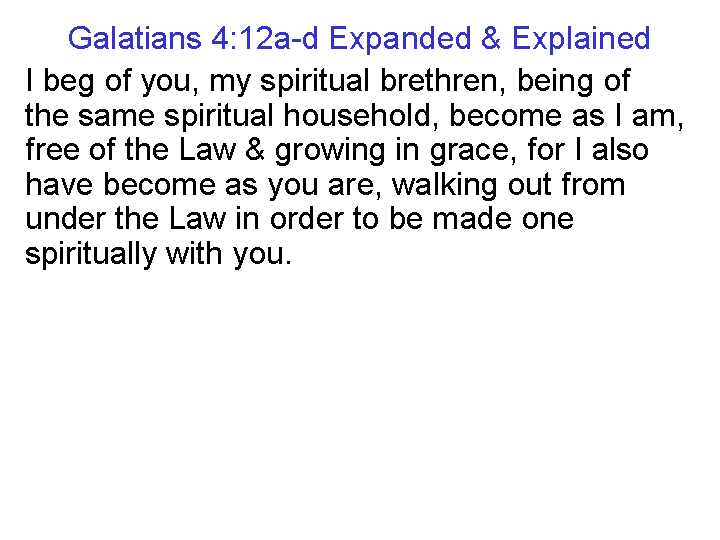 Galatians 4:12a-d Expanded & Explained
I beg of you, my spiritual brethren, being of
the same spiritual household, become as I am,
free of the Law & growing in grace, for I also
have become as you are, walking out from
under the Law in order to be made one
spiritually with you.